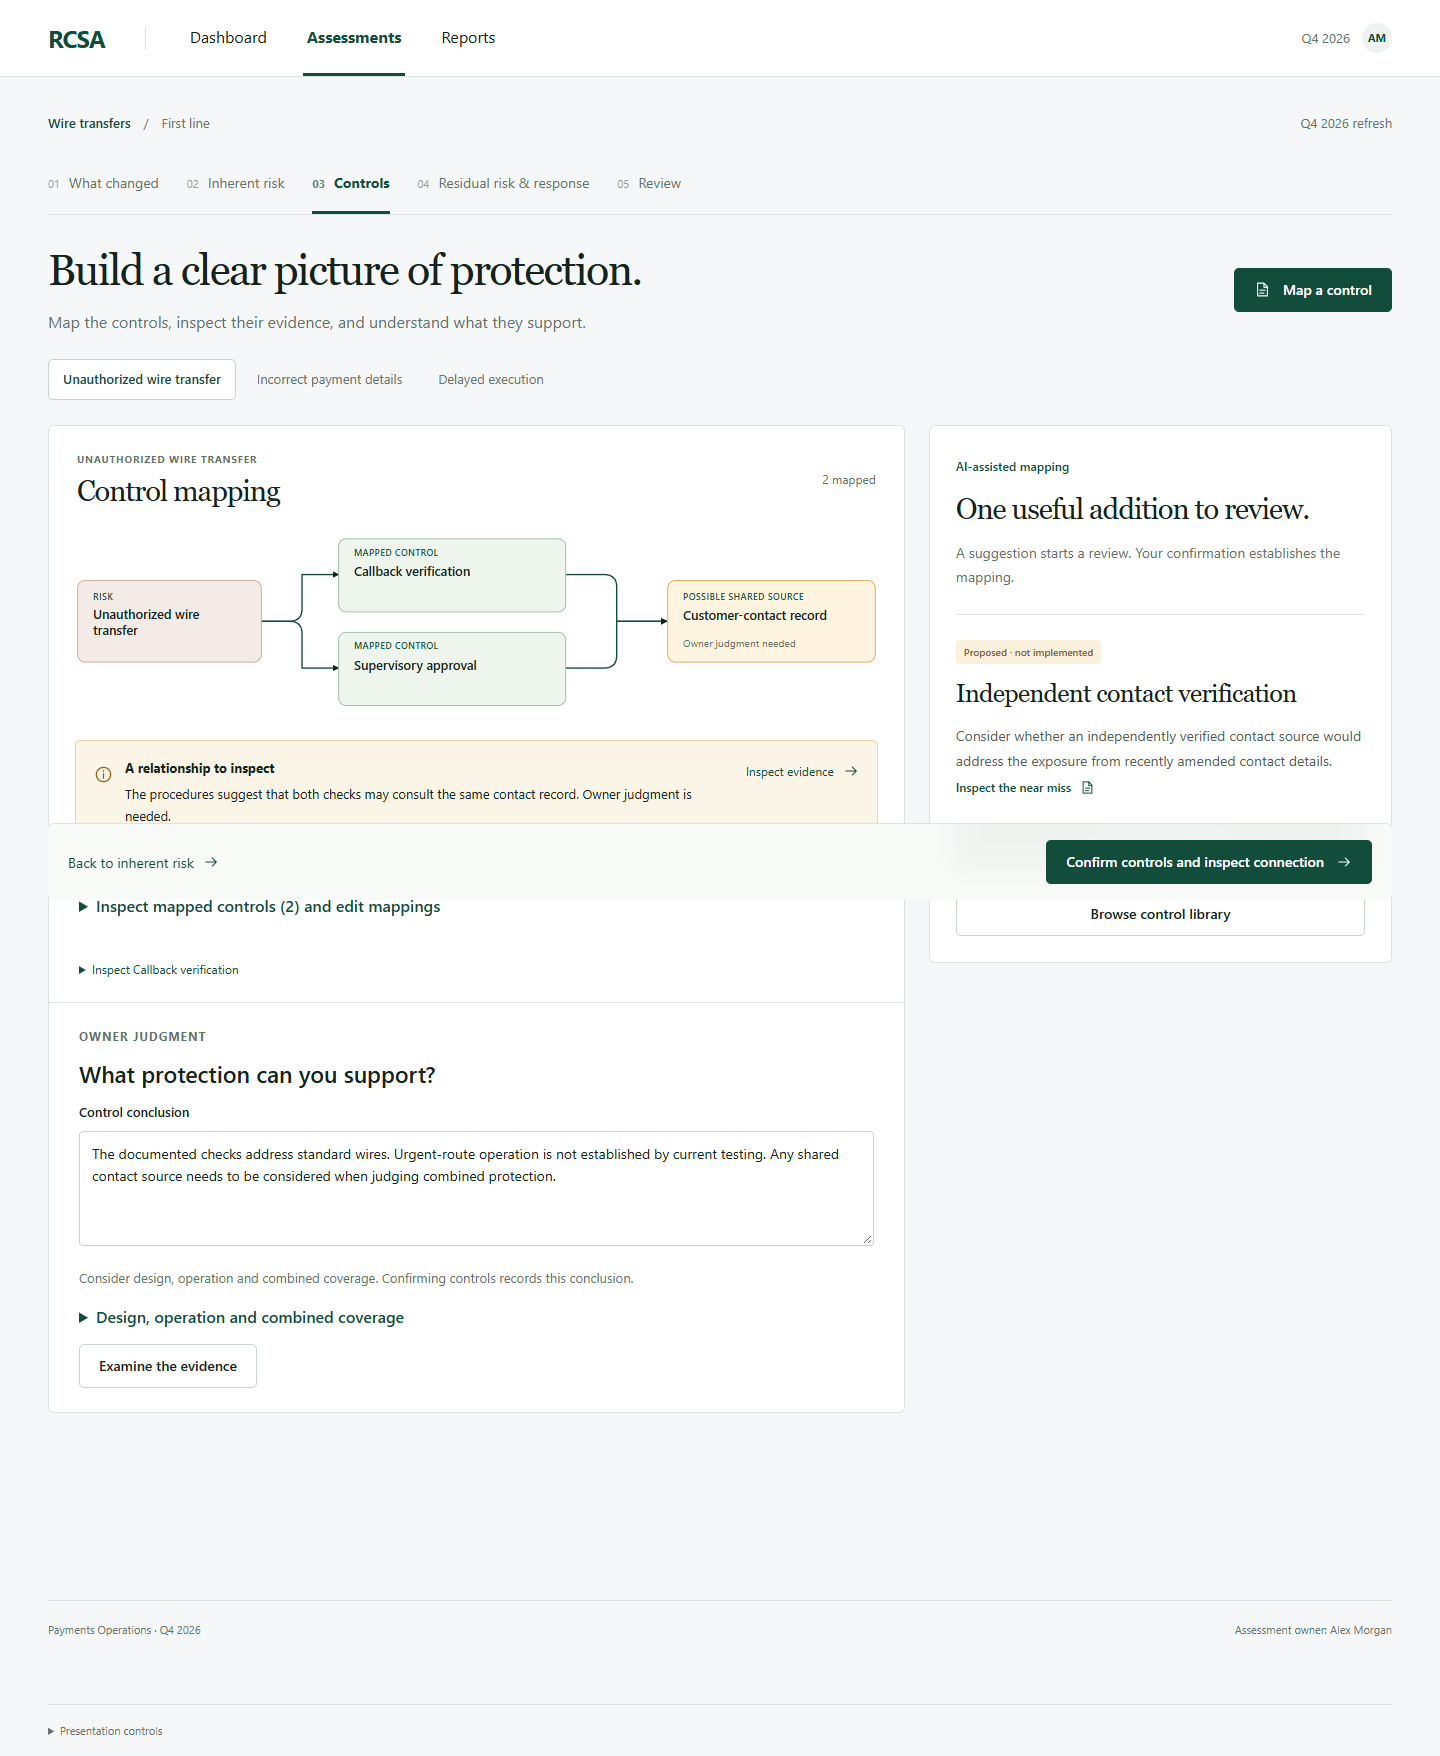 RCSA
Dashboard
Assessments
Reports
Q4 2026
AM
Wire transfers / First line
Q4 2026 refresh
01 What changed
02 Inherent risk
03 Controls
04 Residual risk & response
05 Review
Build a clear picture of protection.
Map the controls, inspect their evidence, and understand what they support.
Map a control
Unauthorized wire transfer
Incorrect payment details
Delayed execution
UNAUTHORIZED WIRE TRANSFER
Control mapping
2 mapped
RISK
Unauthorized wire
transfer
MAPPED CONTROL
Callback verification
MAPPED CONTROL
Supervisory approval
POSSIBLE SHARED SOURCE
Customer-contact record
Owner judgment needed
A relationship to inspect
The procedures suggest that both checks may consult the same contact record. Owner judgment is
needed.
Inspect evidence
AI-assisted mapping
One useful addition to review.
A suggestion starts a review. Your confirmation establishes the
mapping.
Proposed · not implemented
Independent contact verification
Consider whether an independently verified contact source would
address the exposure from recently amended contact details.
Inspect the near miss
Back to inherent risk
Confirm controls and inspect connection
Browse control library
Inspect mapped controls (2) and edit mappings
Inspect Callback verification
OWNER JUDGMENT
What protection can you support?
Control conclusion
The documented checks address standard wires. Urgent-route operation is not established by current testing. Any shared
contact source needs to be considered when judging combined protection.
Consider design, operation and combined coverage. Confirming controls records this conclusion.
Design, operation and combined coverage
Examine the evidence
Payments Operations · Q4 2026
Assessment owner: Alex Morgan
Presentation controls